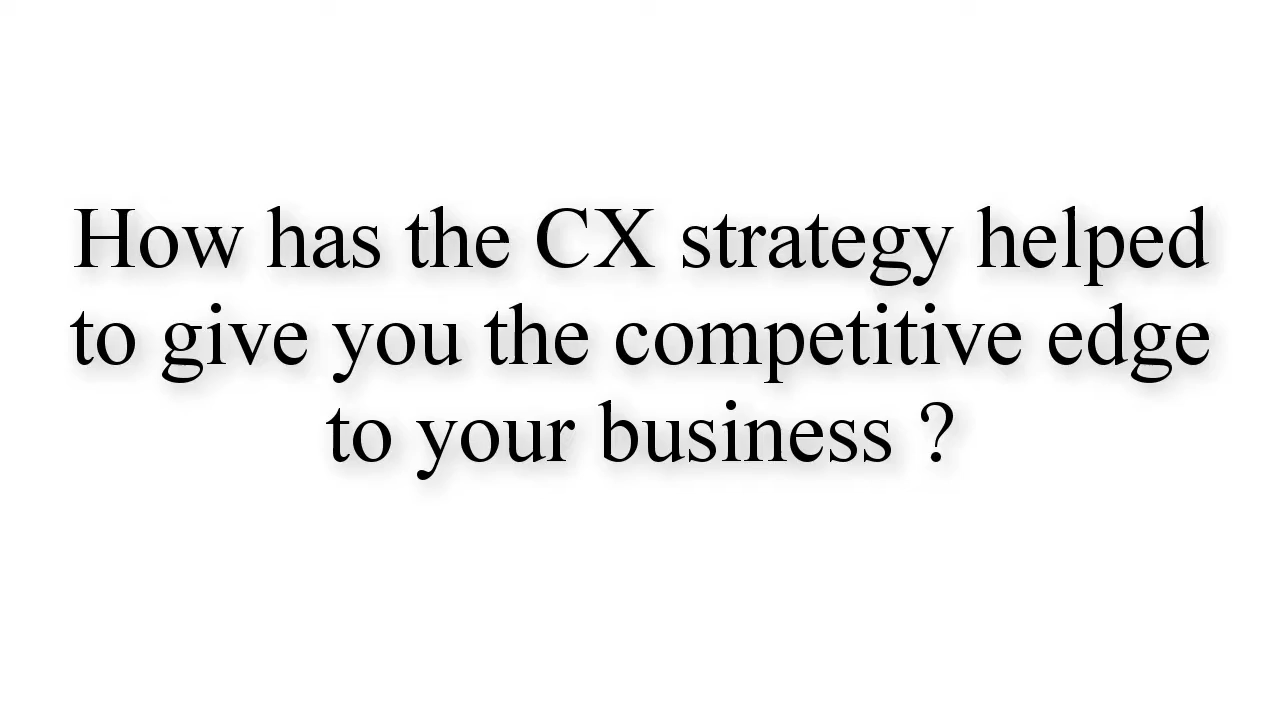 How has the CX strategy helped
to give you the competitive edge
to your business ?